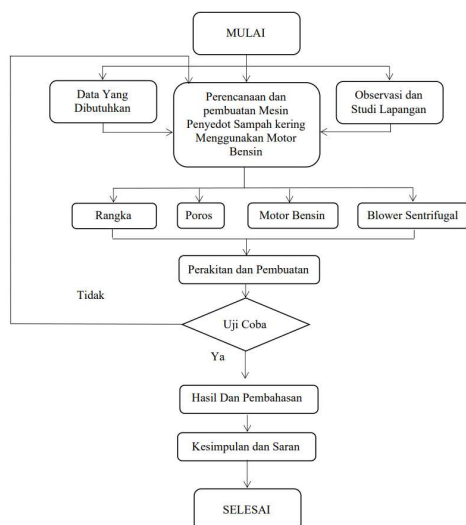 MULAI
Data Yang
Dibutuhkan
Perencanaan dan
pembuatan Mesin
Penyedot Sampah kering
Menggunakan Motor
Bensin
Observasi dan
Studi Lapangan
Rangka
Poros
Motor Bensin
Blower Sentrifugal
Perakitan dan Pembuatan
Tidak
Uji Coba
Ya
Hasil Dan Pembahasan
Kesimpulan dan Saran
SELESAI